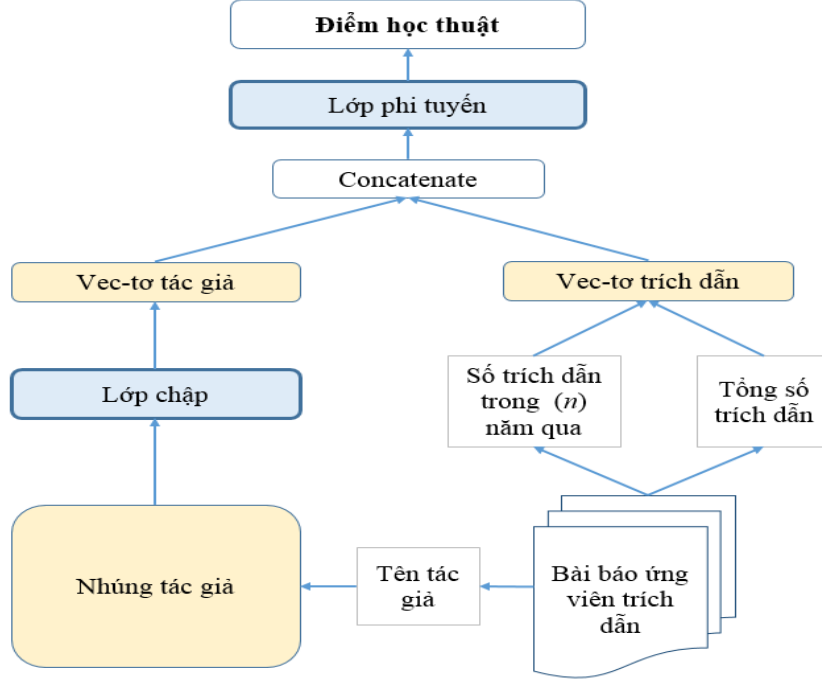 Điểm học thuật
Lớp phi tuyến
Concatenate
Vec-tơ tác giả
Vec-tơ trích dẫn
Lớp chập
Số trích dẫn
trong (n)
năm qua
Tổng số
trích dẫn
Nhúng tác giả
Tên tác
giả
Bài báo ứng
viên trích
dẫn